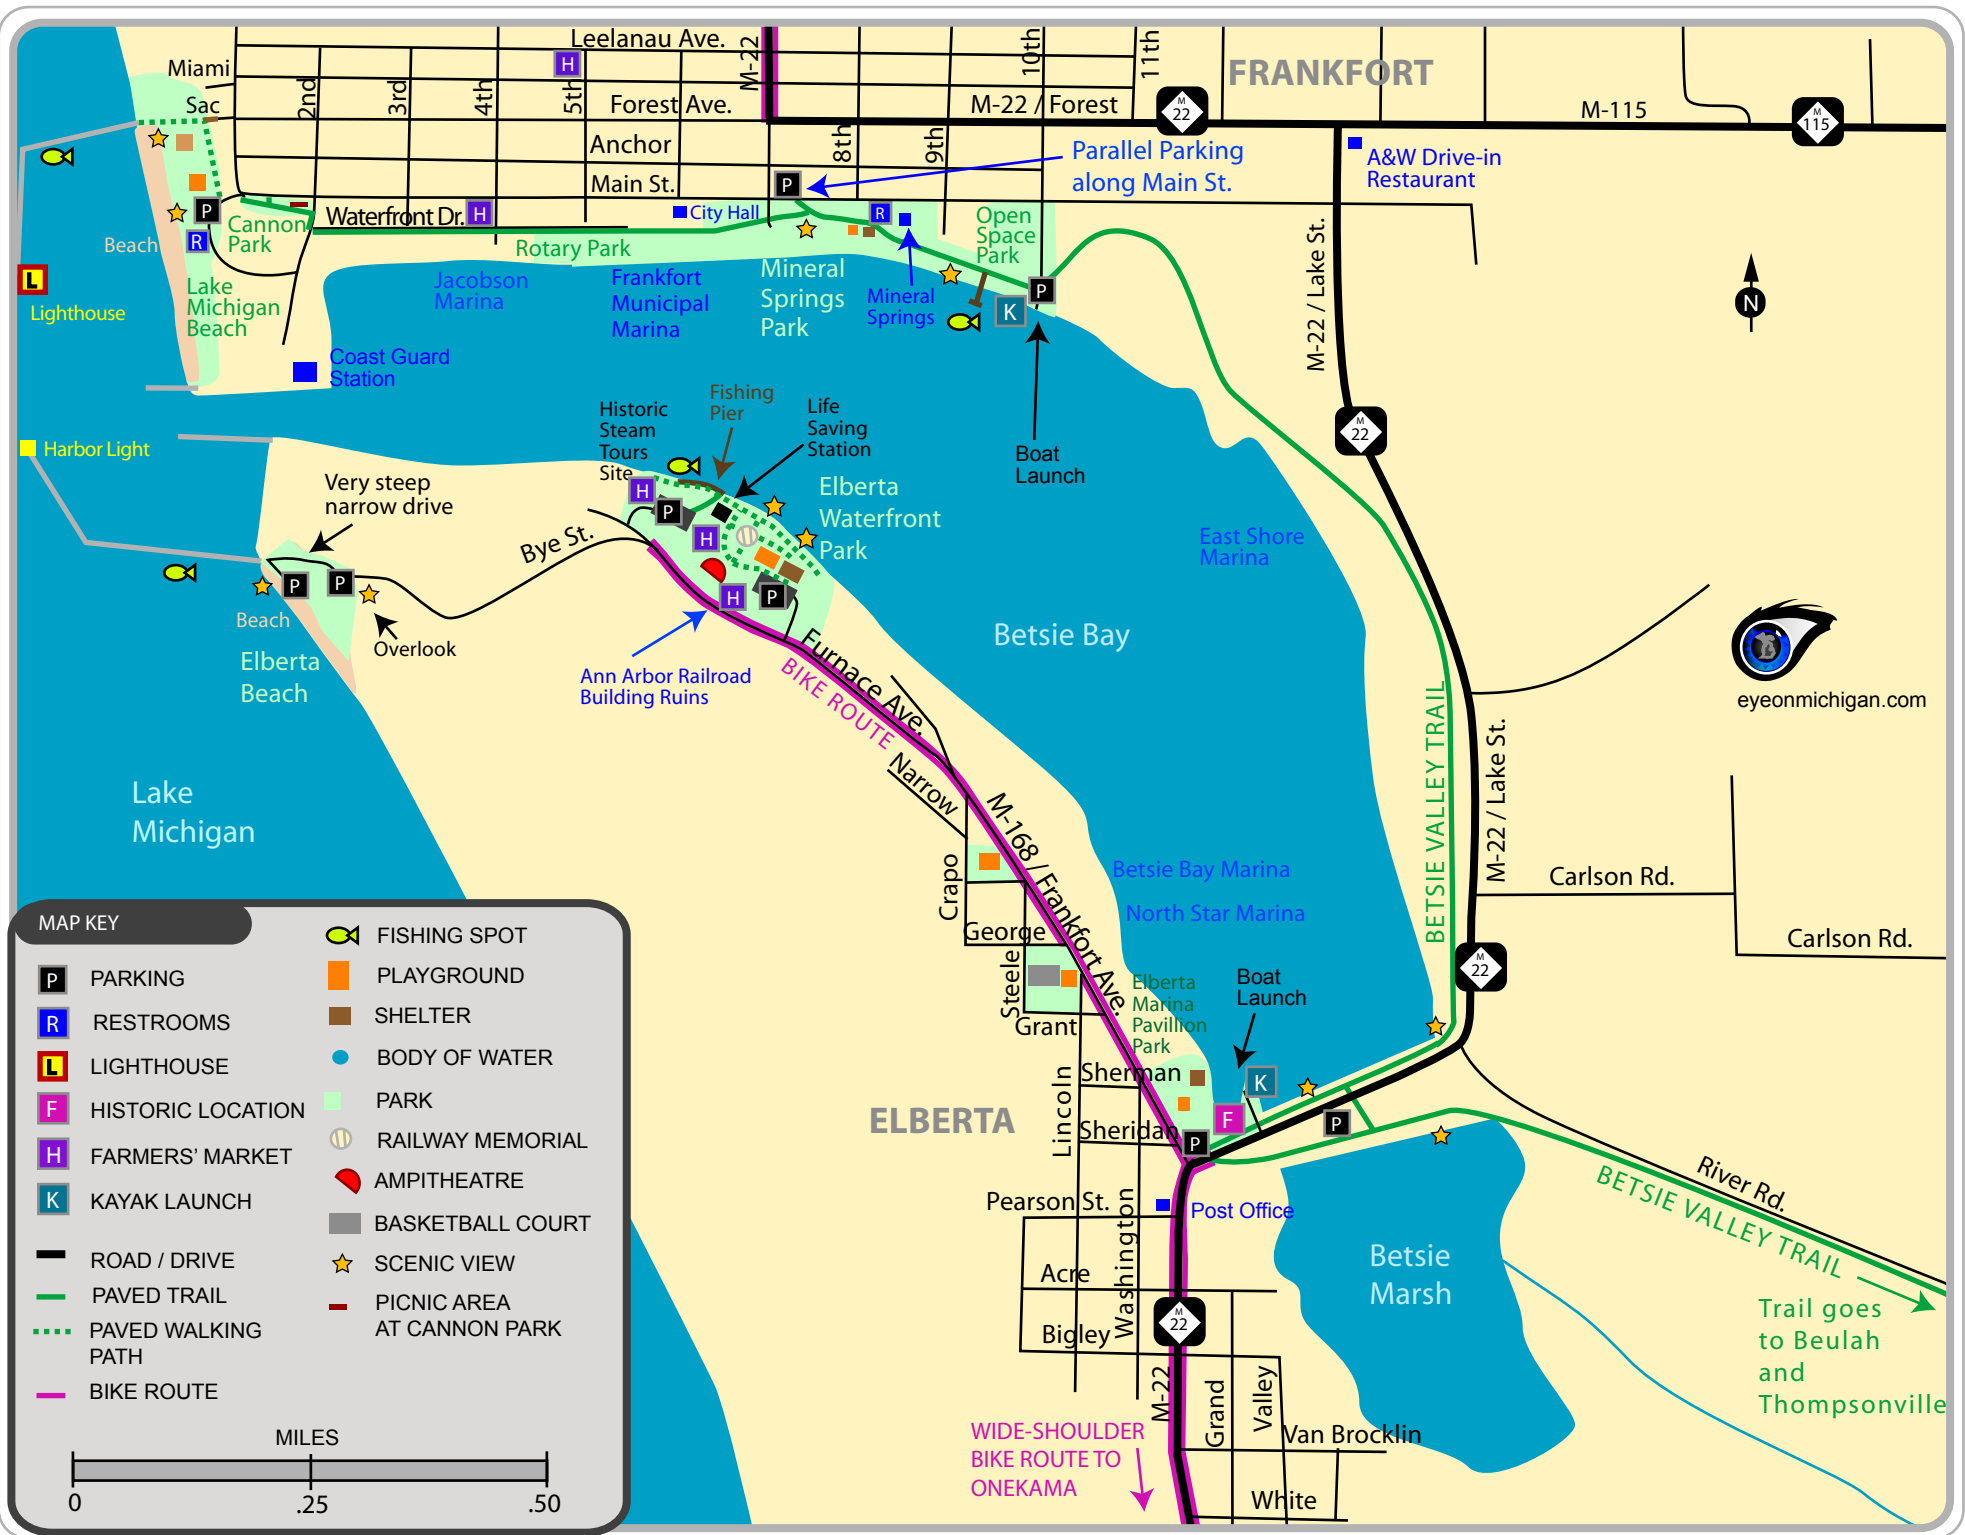 Leelanau Ave.
M-22
10th
11th
FRANKFORT
Miami
H
Sac
2nd
3rd
4th
5th
Forest Ave.
M-22 / Forest
M
22
M-115
M
115
Anchor
8th
9th
Parallel Parking
along Main St.
A&W Drive-in
Restaurant
Main St.
P
P
Cannon
Park
Waterfront Dr.
H
City Hall
R
Open
Space
Park
Beach
R
Rotary Park
M-22 / Lake St.
L
Lighthouse
Lake
Michigan
Beach
Jacobson
Marina
Frankfort
Municipal
Marina
Mineral
Springs
Park
Mineral
Springs
K
P
N
Coast Guard
Station
Harbor Light
Historic
Steam
Tours
Site
Fishing
Pier
Life
Saving
Station
Boat
Launch
M
22
Very steep
narrow drive
H
P
H
Elberta
Waterfront
Park
Bye St.
East Shore
Marina
P
P
H
P
Beach
Overlook
Elberta
Beach
Ann Arbor Railroad
Building Ruins
Furnace Ave.
BIKE ROUTE
Betsie Bay
eyeonmichigan.com
BETSIE VALLEY TRAIL
M-22 / Lake St.
Lake
Michigan
Narrow
M-168 / Frankfort Ave.
Crapo
Betsie Bay Marina
North Star Marina
Carlson Rd.
Carlson Rd.
George
Steele
Grant
Elberta
Marina
Pavillion
Park
Boat
Launch
M
22
ELBERTA
Lincoln
Sherman
K
Sheridan
F
P
P
Pearson St.
Washington
Post Office
River Rd.
BETSIE VALLEY TRAIL
Betsie
Marsh
Acre
M
22
Bigley
Trail goes
to Beulah
and
Thompsonville
M-22
Grand
Valley
Van Brocklin
WIDE-SHOULDER
BIKE ROUTE TO
ONEKAMA
White
MAP KEY
P PARKING
R RESTROOMS
L LIGHTHOUSE
F HISTORIC LOCATION
H FARMERS' MARKET
K KAYAK LAUNCH
ROAD / DRIVE
PAVED TRAIL
PAVED WALKING
PATH
BIKE ROUTE
FISHING SPOT
PLAYGROUND
SHELTER
BODY OF WATER
PARK
RAILWAY MEMORIAL
AMPITHEATRE
BASKETBALL COURT
SCENIC VIEW
PICNIC AREA
AT CANNON PARK
MILES
0 .25 .50